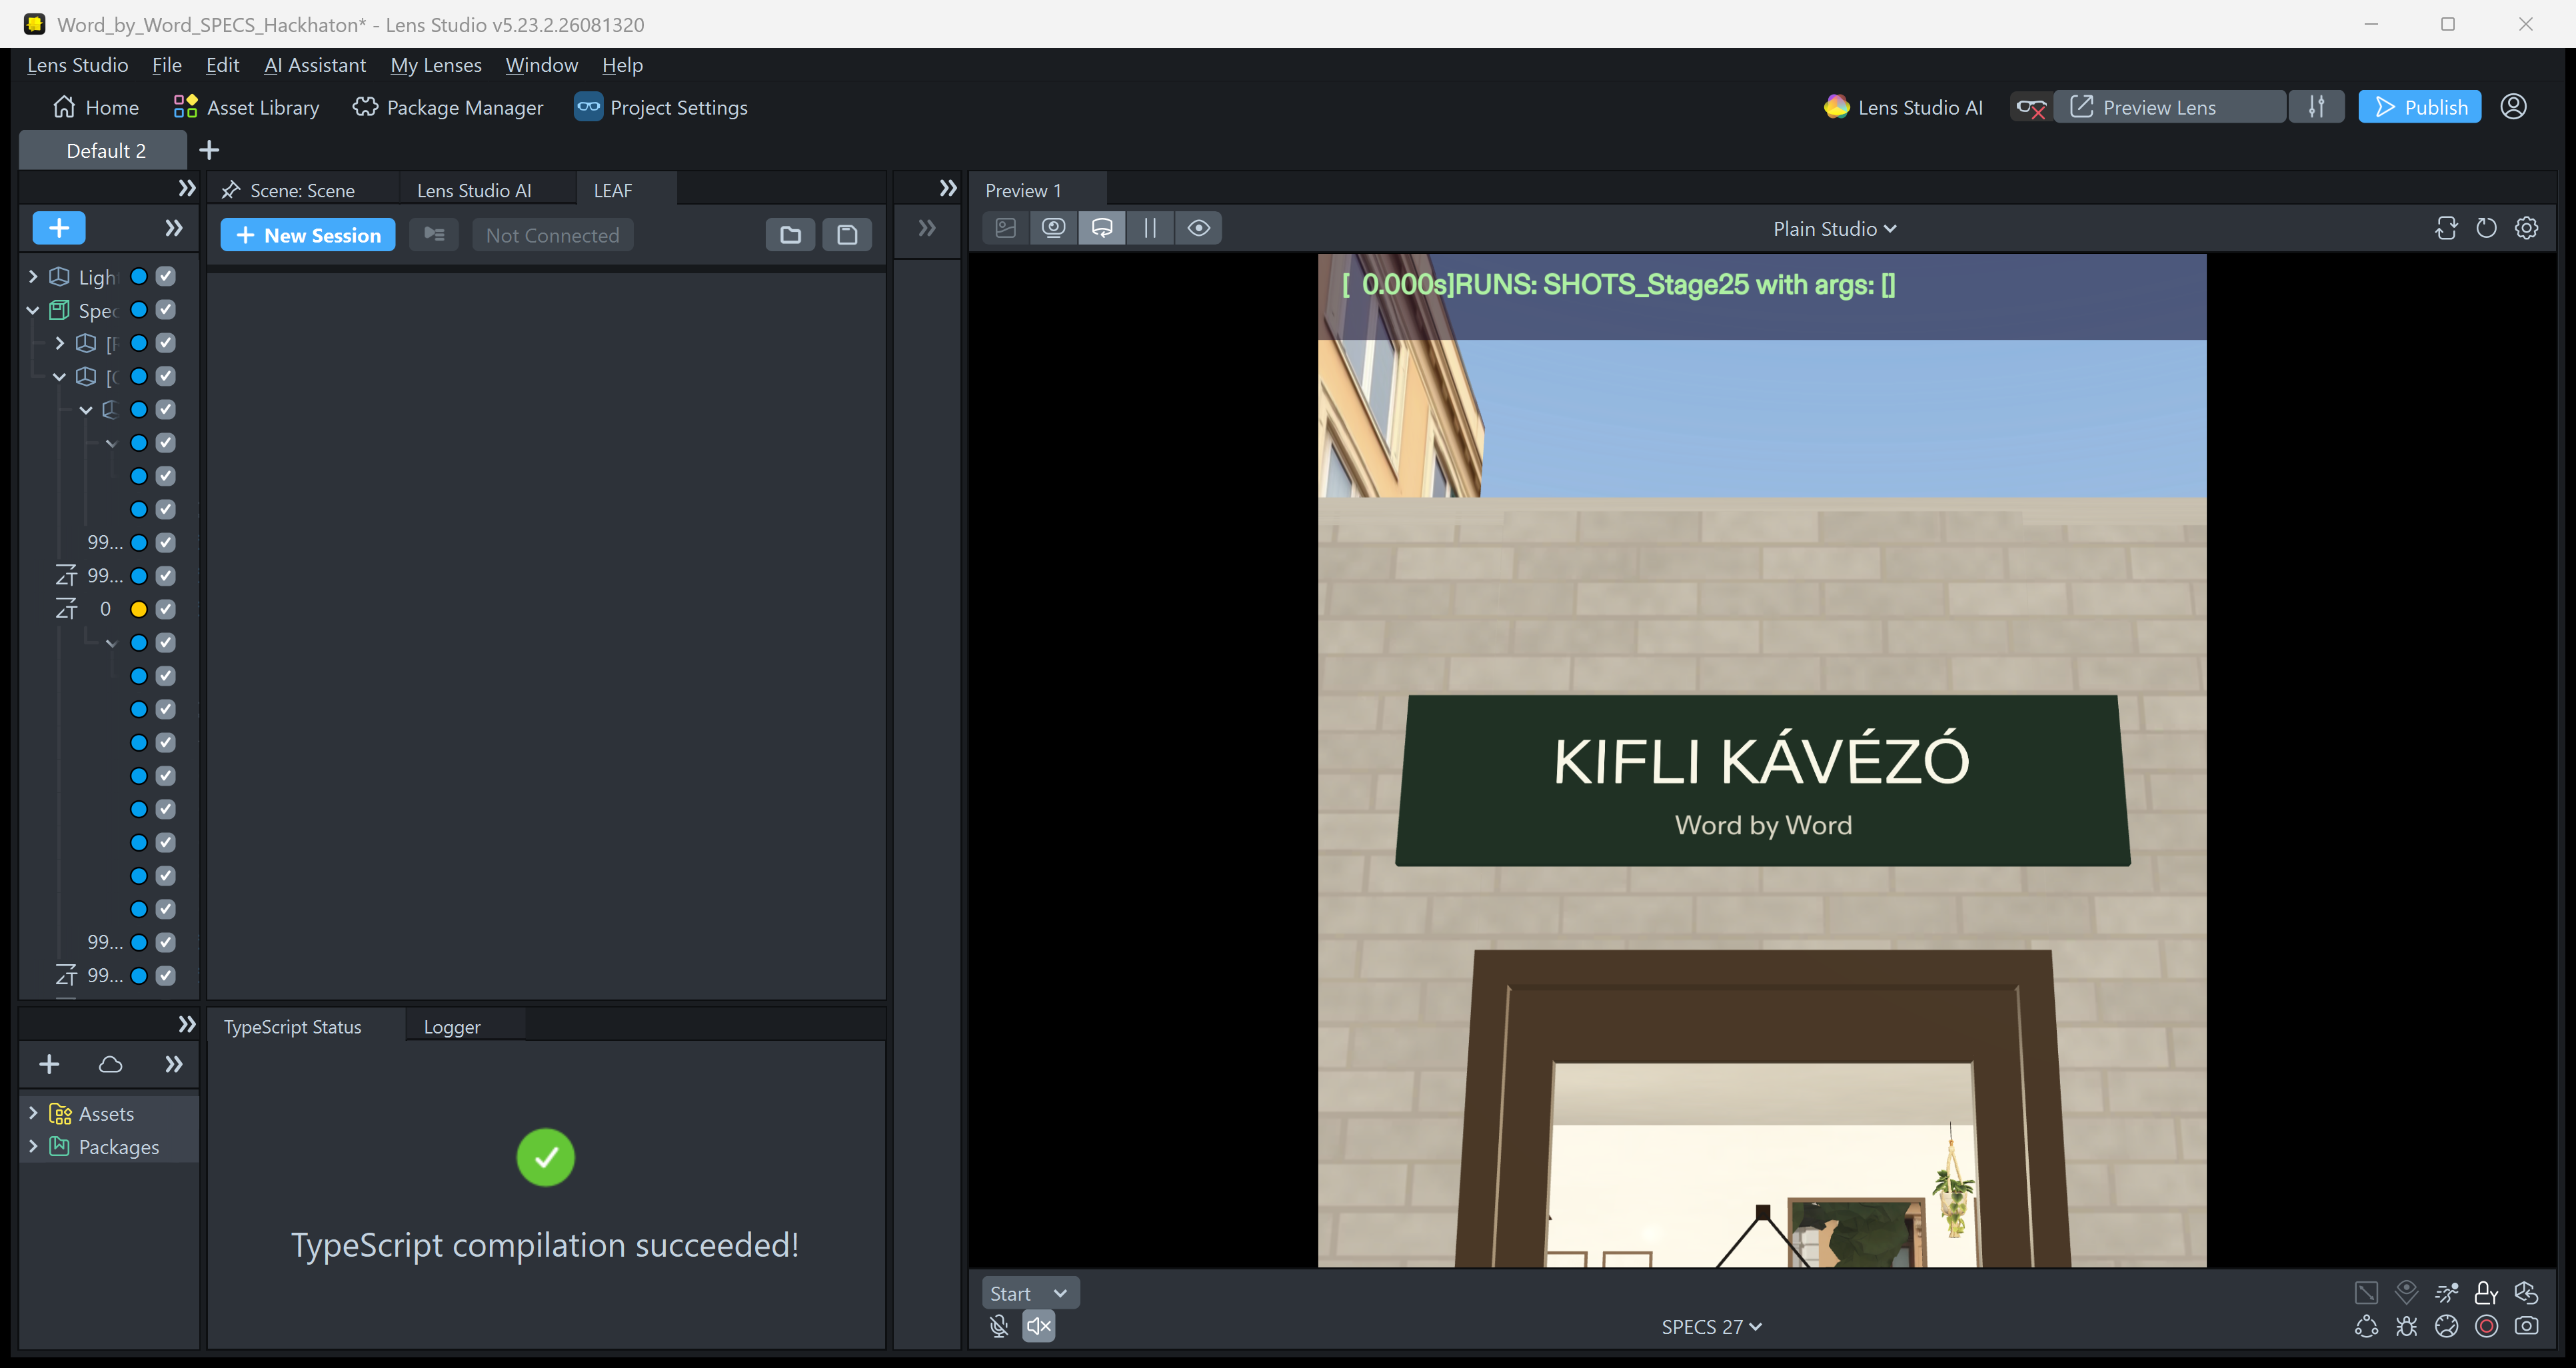 Word_by_Word_SPECS_Hackhaton* - Lens Studio v5.23.2.26081320
Lens Studio File Edit AI Assistant My Lenses Window Help
Home Asset Library Package Manager Project Settings Lens Studio AI Preview Lens Publish
Default 2
Scene: Scene Lens Studio AI LEAF Preview 1
New Session Not Connected Plain Studio
[ 0.000s]RUNS: SHOTS_Stage25 with args: []
Ligh
Spec
99...
99...
0
99...
99...
KIFLI KÁVÉZÓ
Word by Word
TypeScript Status Logger
Assets
Packages
TypeScript compilation succeeded!
Start
SPECS 27